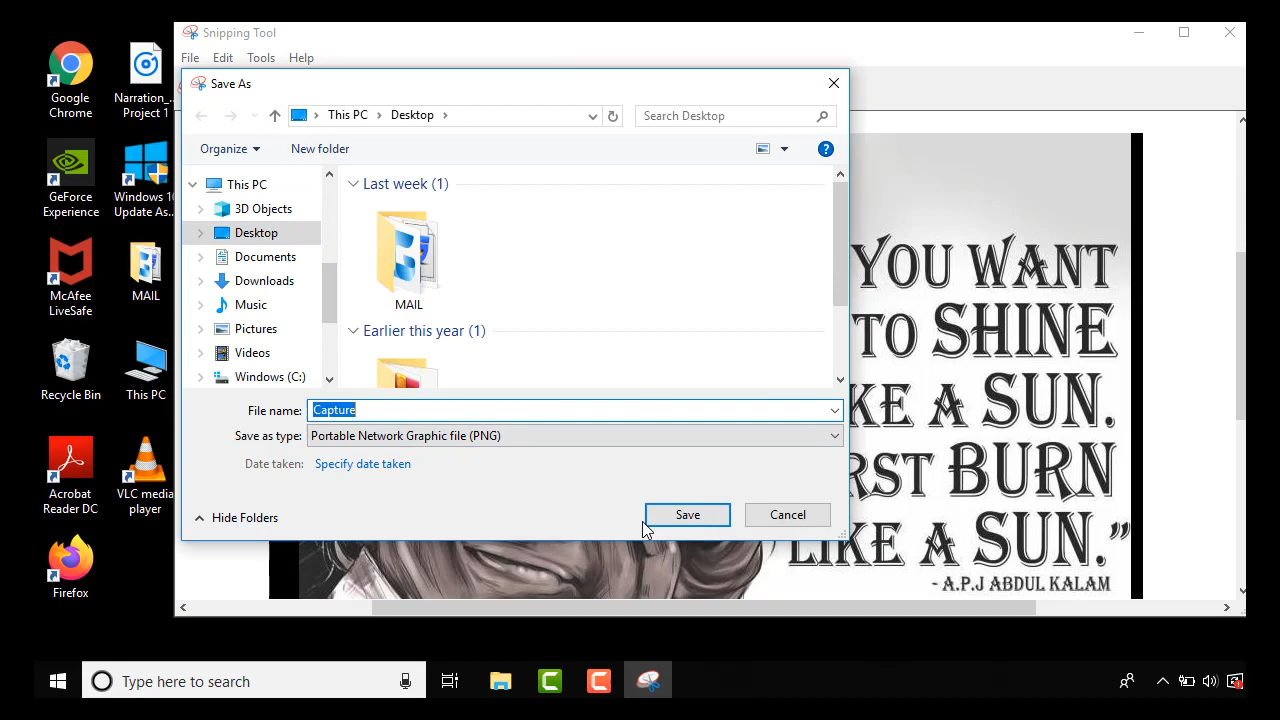 Snipping Tool
File Edit Tools Help
Save As
This PC Desktop
Search Desktop
Organize New folder
This PC
3D Objects
Desktop
Documents
Downloads
Music
Pictures
Videos
Windows (C:)
Last week (1)
MAIL
Earlier this year (1)
File name: Capture
Save as type: Portable Network Graphic file (PNG)
Date taken: Specify date taken
Hide Folders
Save Cancel
Google Chrome
Narration_... Project 1
GeForce Experience
Windows 10 Update As...
McAfee LiveSafe
MAIL
Recycle Bin
This PC
Acrobat Reader DC
VLC media player
Firefox
YOU WANT
TO SHINE
KE A SUN.
RST BURN
LIKE A SUN.”
- A.P.J ABDUL KALAM
Type here to search